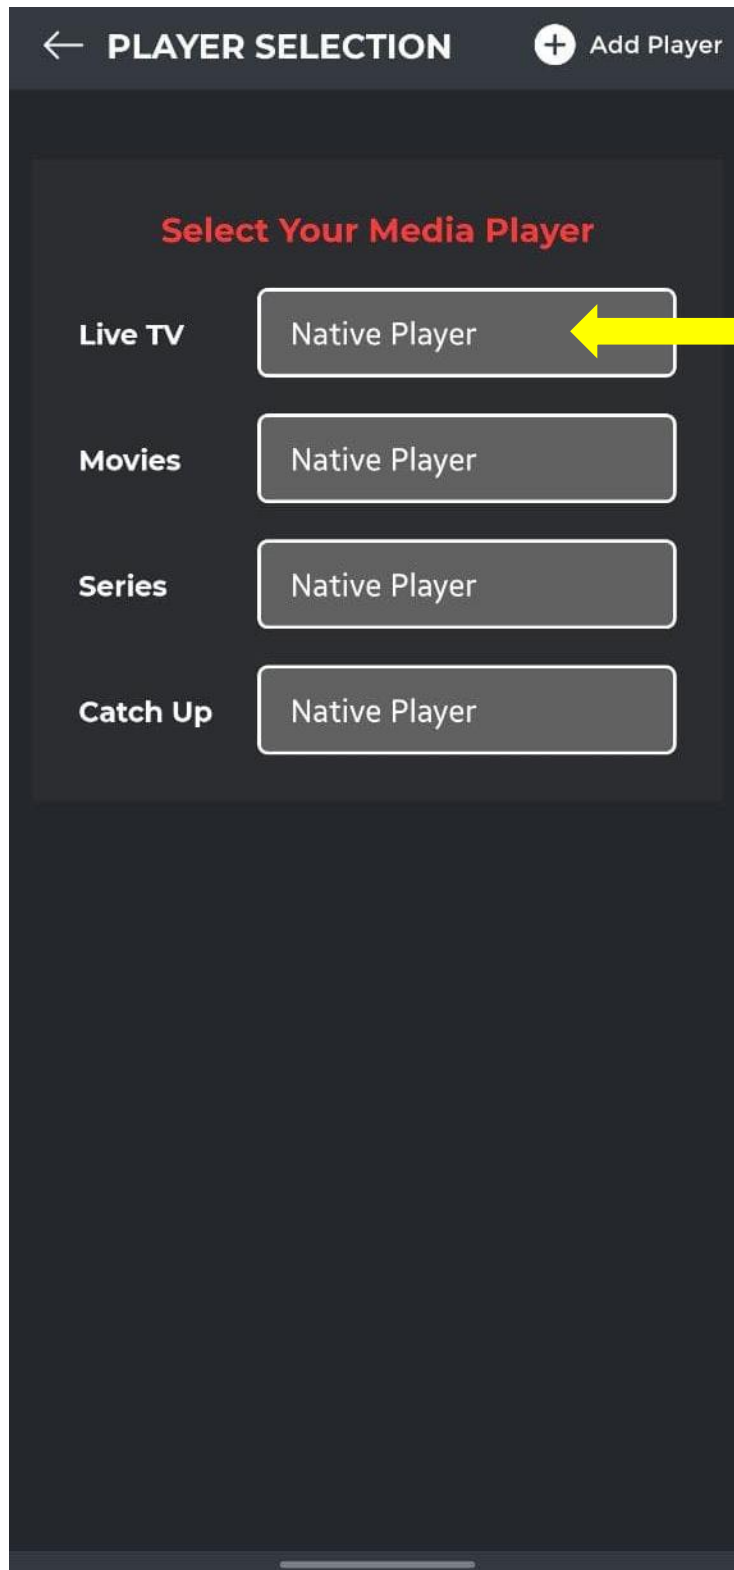 PLAYER SELECTION Add Player
Select Your Media Player
Live TV Native Player
Movies Native Player
Series Native Player
Catch Up Native Player